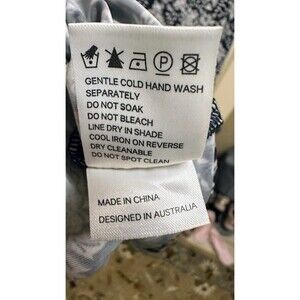 P
GENTLE COLD HAND WASH
SEPARATELY
DO NOT SOAK
DO NOT BLEACH
LINE DRY IN SHADE
COOL IRON ON REVERSE
DRY CLEANABLE
DO NOT SPOT CLEAN
MADE IN CHINA
DESIGNED IN AUSTRALIA